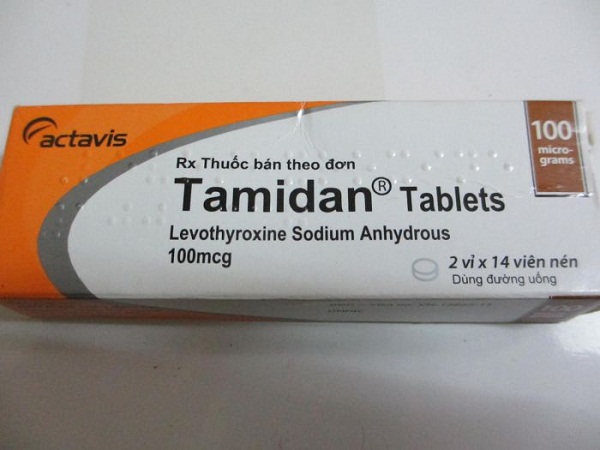 actavis
100
micro-
grams
Rx Thuốc bán theo đơn
Tamidan® Tablets
Levothyroxine Sodium Anhydrous
100mcg
2 vỉ x 14 viên nén
Dùng đường uống